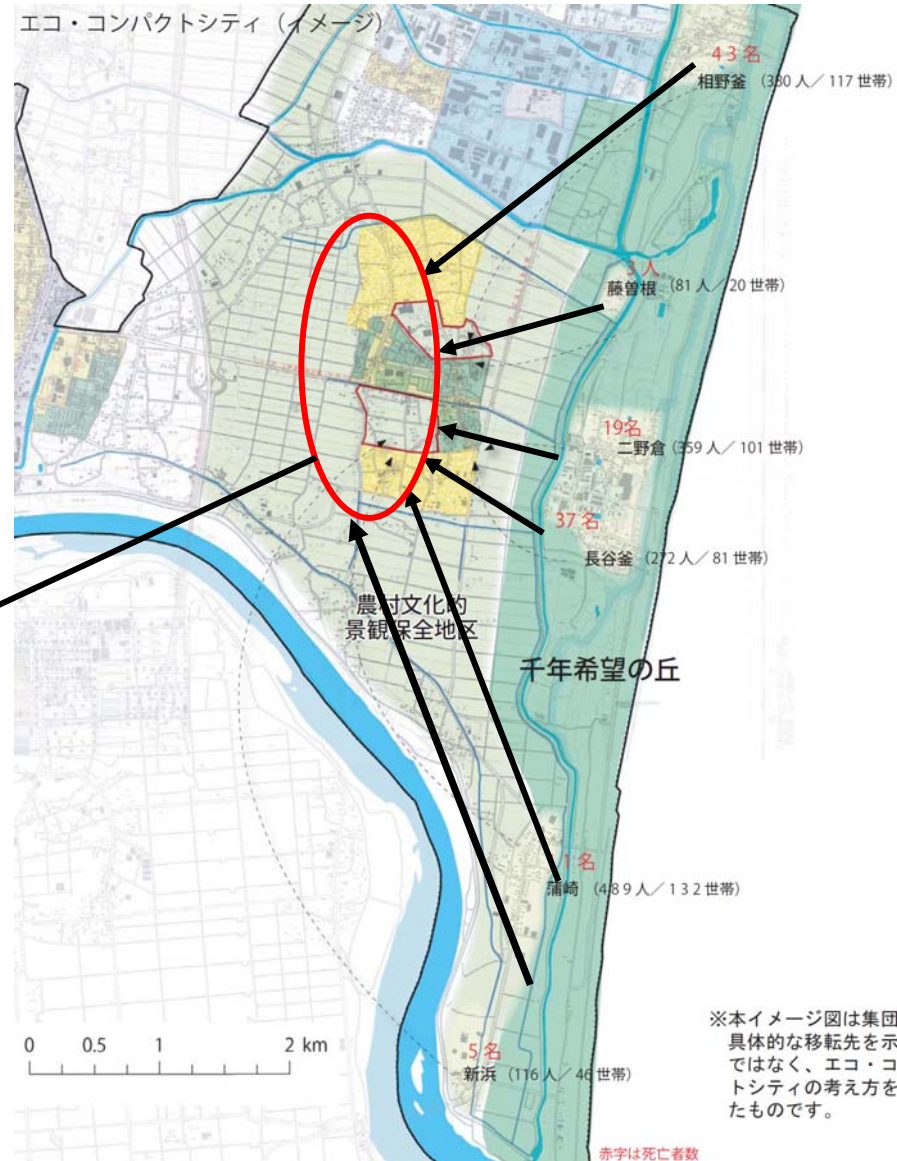 エコ・コンパクトシティ（イメージ）
43名
相野釜 （380人／117世帯）
3人
藤曽根 （81人／20世帯）
19名
二野倉 （359人／101世帯）
37名
長谷釜 （272人／81世帯）
農村文化的
景観保全地区
千年希望の丘
1名
蒲崎 （489人／132世帯）
5名
新浜 （116人／46世帯）
0 0.5 1 2 km
※本イメージ図は集団
具体的な移転先を示
ではなく、エコ・コ
トシティの考え方を
たものです。
赤字は死亡者数